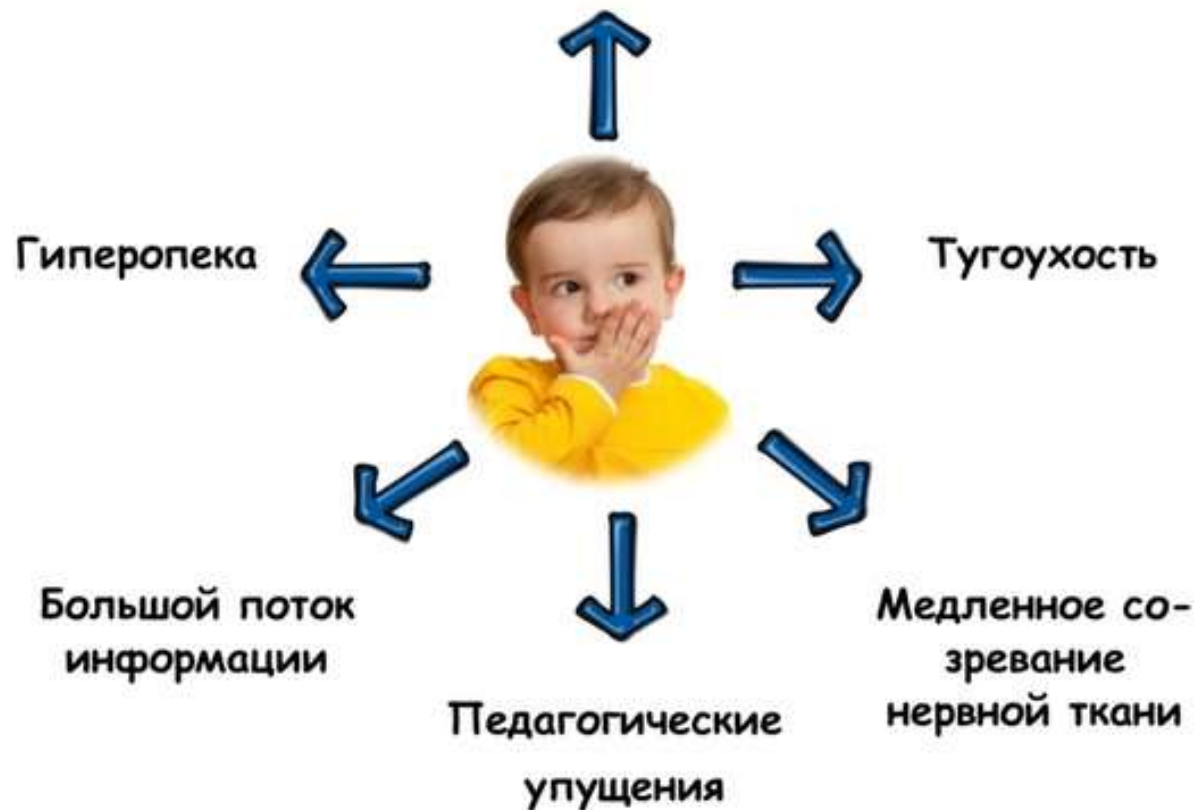 Гиперопека
Тугоухость
Большой поток
информации
Медленное со-
зревание
нервной ткани
Педагогические
упущения